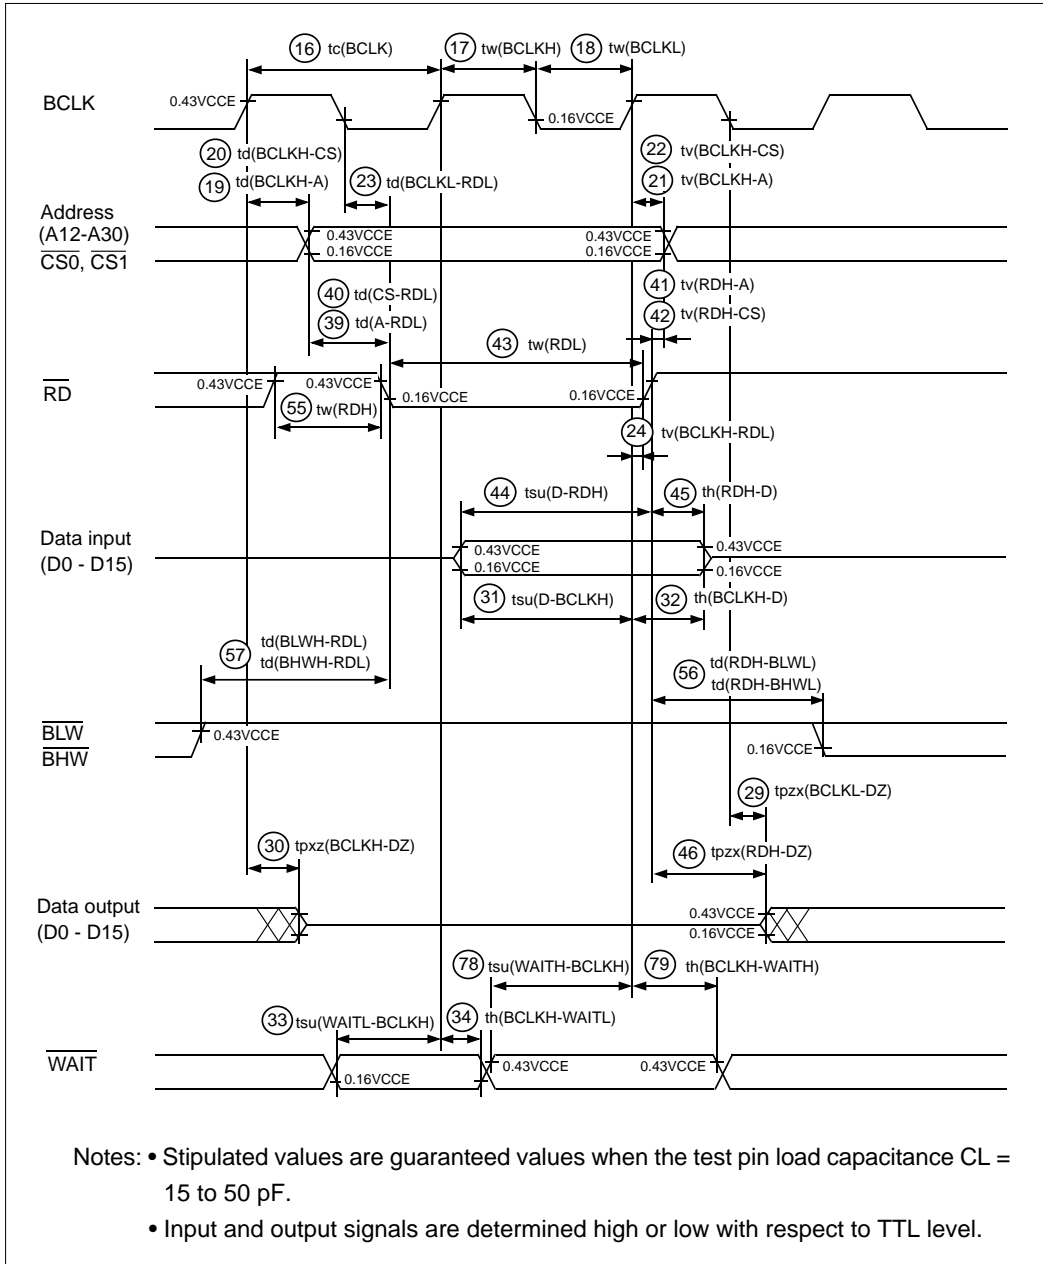 16 tc(BCLK)
17 tw(BCLKH)
18 tw(BCLKL)
BCLK
0.43VCCE
0.16VCCE
20 td(BCLKH-CS)
22 tv(BCLKH-CS)
19 td(BCLKH-A)
23 td(BCLKL-RDL)
21 tv(BCLKH-A)
Address
(A12-A30)
CS0, CS1
0.43VCCE
0.16VCCE
0.43VCCE
0.16VCCE
40 td(CS-RDL)
41 tv(RDH-A)
39 td(A-RDL)
42 tv(RDH-CS)
43 tw(RDL)
RD
0.43VCCE
0.43VCCE
0.16VCCE
0.16VCCE
55 tw(RDH)
24 tv(BCLKH-RDL)
44 tsu(D-RDH)
45 th(RDH-D)
Data input
(D0 - D15)
0.43VCCE
0.16VCCE
0.43VCCE
0.16VCCE
31 tsu(D-BCLKH)
32 th(BCLKH-D)
57 td(BLWH-RDL)
td(BHWH-RDL)
56 td(RDH-BLWL)
td(RDH-BHWL)
BLW
BHW
0.43VCCE
0.16VCCE
29 tpzx(BCLKL-DZ)
30 tpxz(BCLKH-DZ)
46 tpzx(RDH-DZ)
Data output
(D0 - D15)
0.43VCCE
0.16VCCE
78 tsu(WAITH-BCLKH)
79 th(BCLKH-WAITH)
33 tsu(WAITL-BCLKH)
34 th(BCLKH-WAITL)
WAIT
0.16VCCE
0.43VCCE
0.43VCCE
Notes: • Stipulated values are guaranteed values when the test pin load capacitance CL =
15 to 50 pF.
• Input and output signals are determined high or low with respect to TTL level.